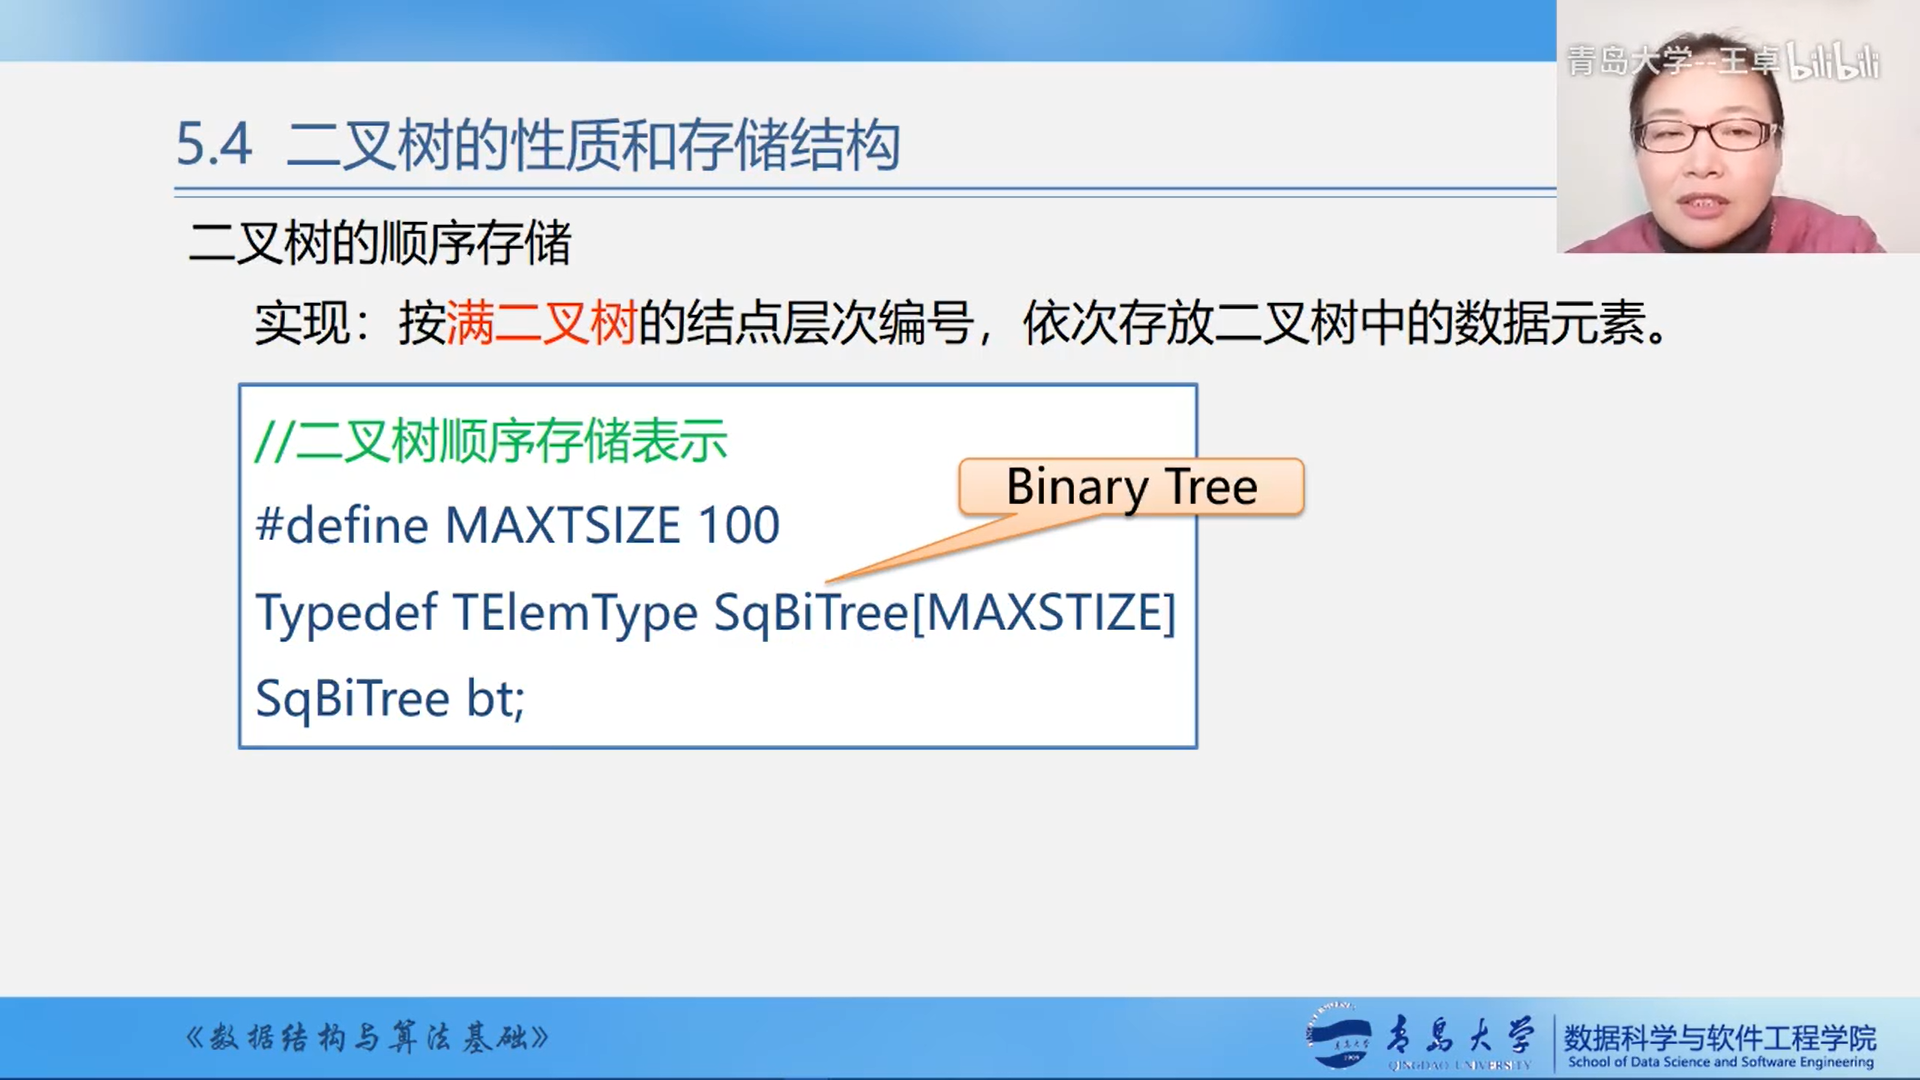 青岛大学--王卓 bilibili
5.4 二叉树的性质和存储结构
二叉树的顺序存储
实现：按满二叉树的结点层次编号，依次存放二叉树中的数据元素。
//二叉树顺序存储表示
Binary Tree
#define MAXTSIZE 100
Typedef TElemType SqBiTree[MAXSTIZE]
SqBiTree bt;
《数据结构与算法基础》
青岛大学
QINGDAO UNIVERSITY
数据科学与软件工程学院
School of Data Science and Software Engineering